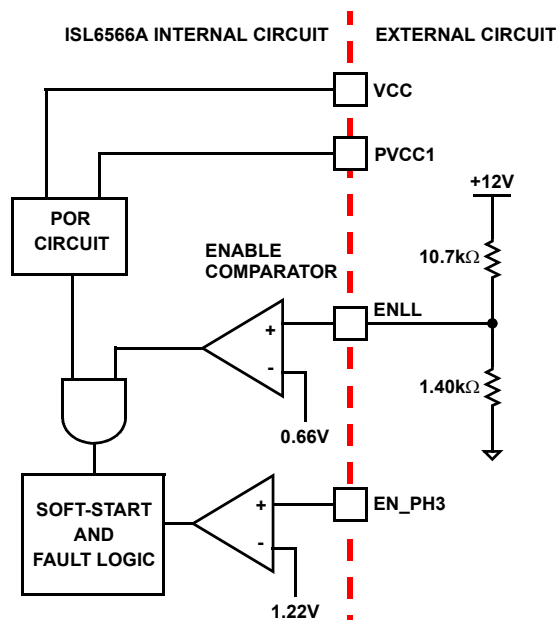 ISL6566A INTERNAL CIRCUIT
EXTERNAL CIRCUIT
VCC
PVCC1
+12V
POR
CIRCUIT
10.7kΩ
ENABLE
COMPARATOR
ENLL
+
-
1.40kΩ
0.66V
SOFT-START
AND
FAULT LOGIC
+
-
EN_PH3
1.22V